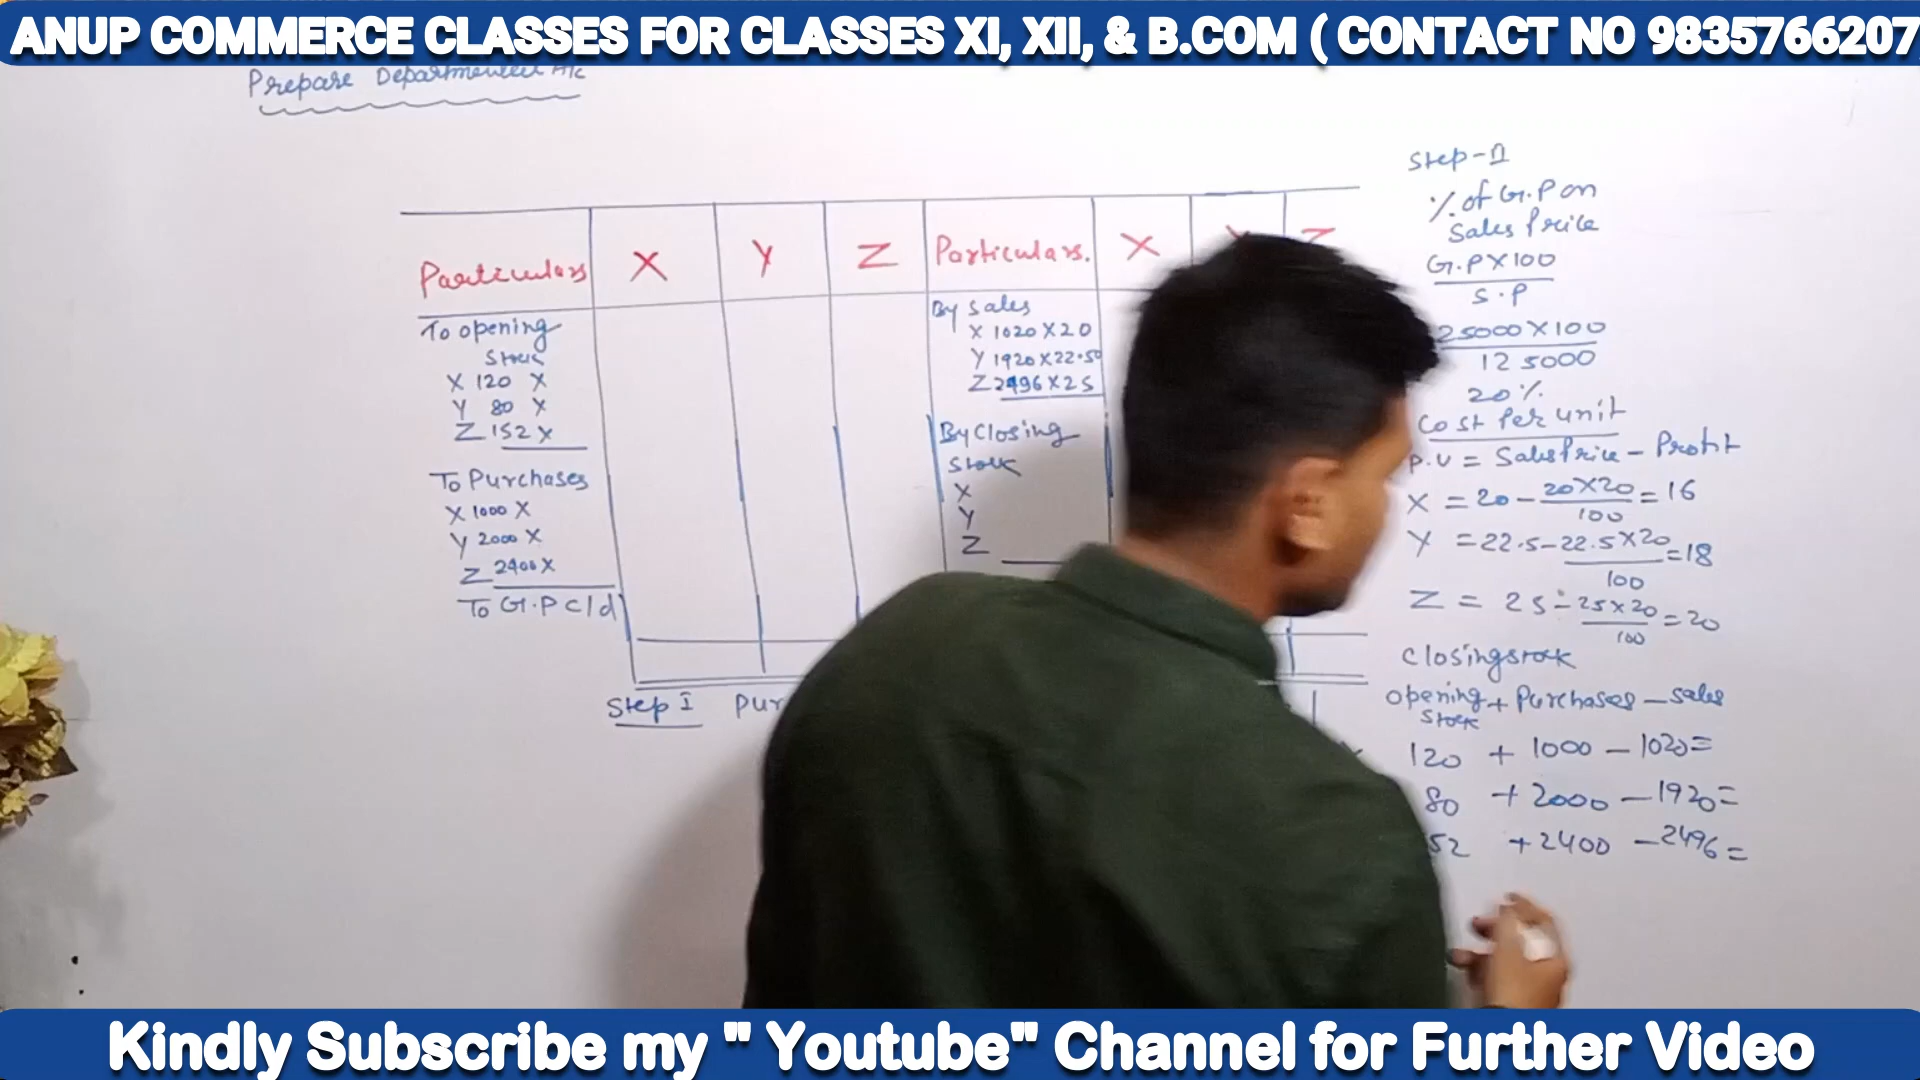 ANUP COMMERCE CLASSES FOR CLASSES XI, XII, & B.COM ( CONTACT NO 9835766207
Prepare Departmental A/c
Particulars X Y Z Particulars. X Z
To opening
Stock
X 120 X
Y 80 X
Z 152 X
To Purchases
X 1000 X
Y 2000 X
Z 2400 X
To G.P c/d
By Sales
X 1020 X 20
Y 1920 X 22.50
Z 2496 X 25
By Closing
Stock
X
Y
Z
Step I
Step-II
% of G.P on
Sales Price
G.P X 100
S.P
25000 X 100
12 5000
20%
Cost Per unit
P.U = Sales Price - Profit
X = 20 - 20X20 = 16
100
Y = 22.5 - 22.5X20 = 18
100
Z = 25 - 25X20 = 20
100
Closing stock
opening + Purchases - sales
Stock
120 + 1000 - 1020 =
80 + 2000 - 1920 =
52 + 2400 - 2496 =
Kindly Subscribe my " Youtube" Channel for Further Video